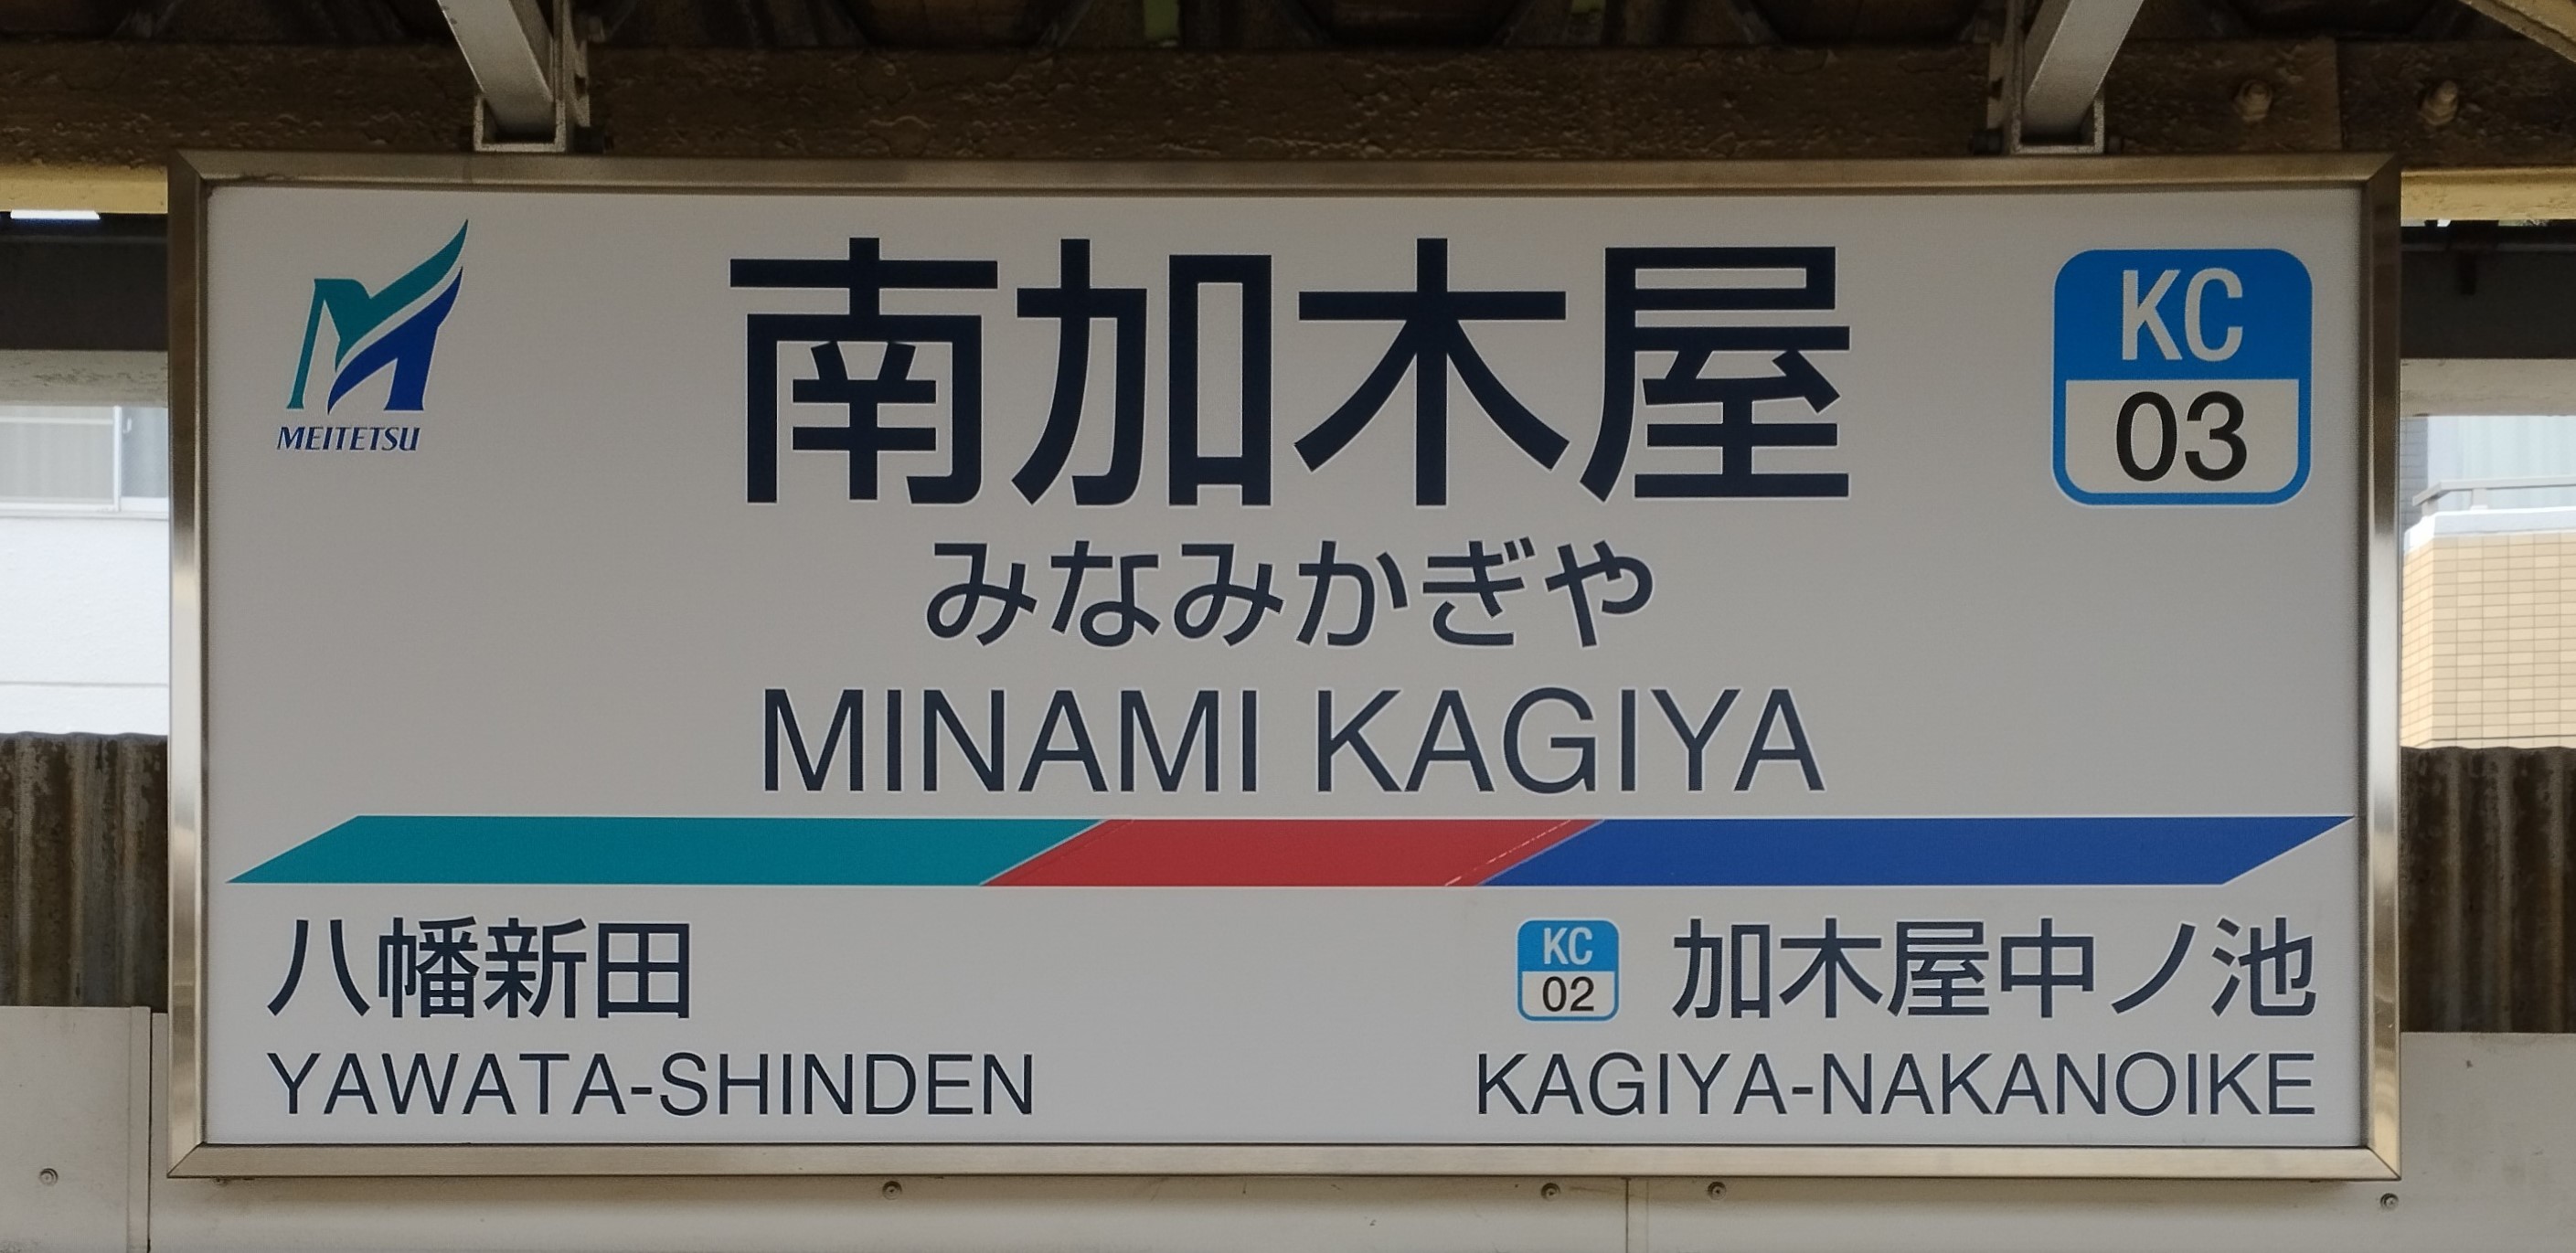 MEITETSU
南加木屋
KC
03
みなみかぎや
MINAMI KAGIYA
八幡新田
YAWATA-SHINDEN
KC
02
加木屋中ノ池
KAGIYA-NAKANOIKE